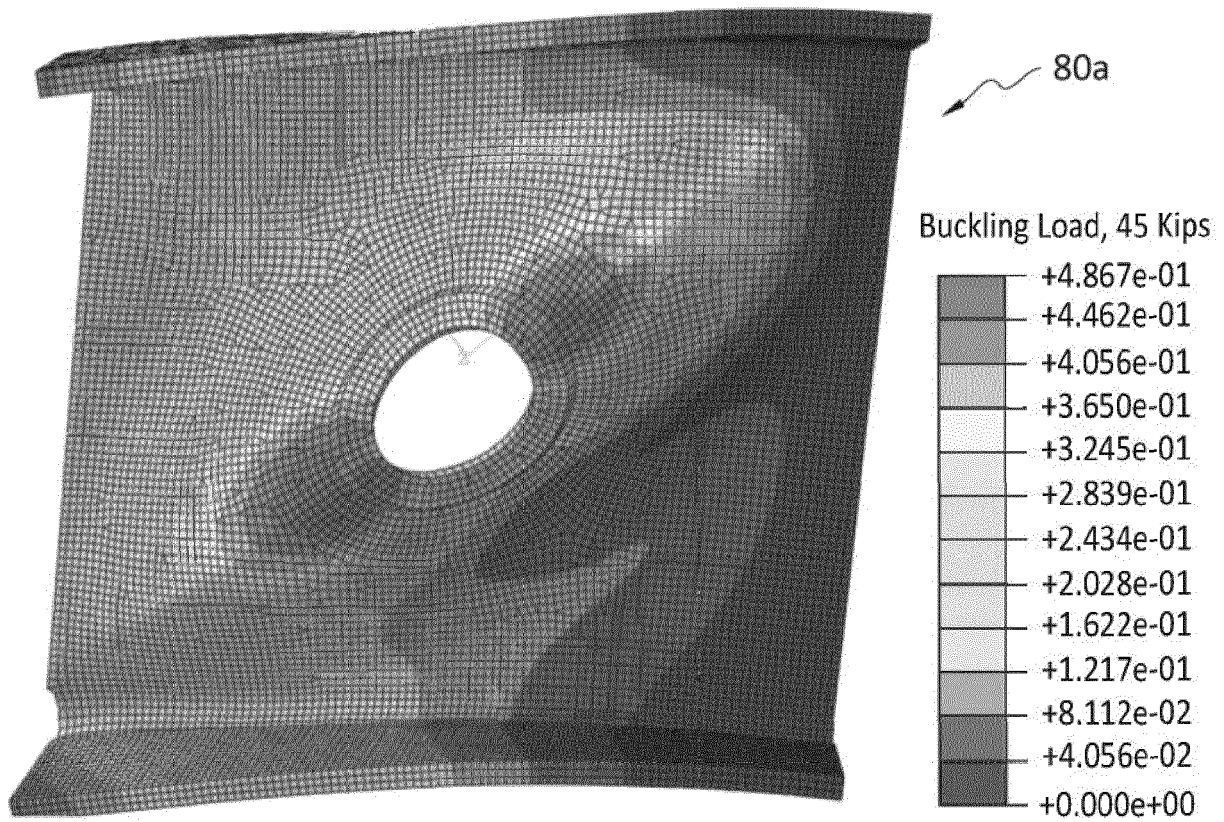 80a
Buckling Load, 45 Kips
+4.867e-01
+4.462e-01
+4.056e-01
+3.650e-01
+3.245e-01
+2.839e-01
+2.434e-01
+2.028e-01
+1.622e-01
+1.217e-01
+8.112e-02
+4.056e-02
+0.000e+00